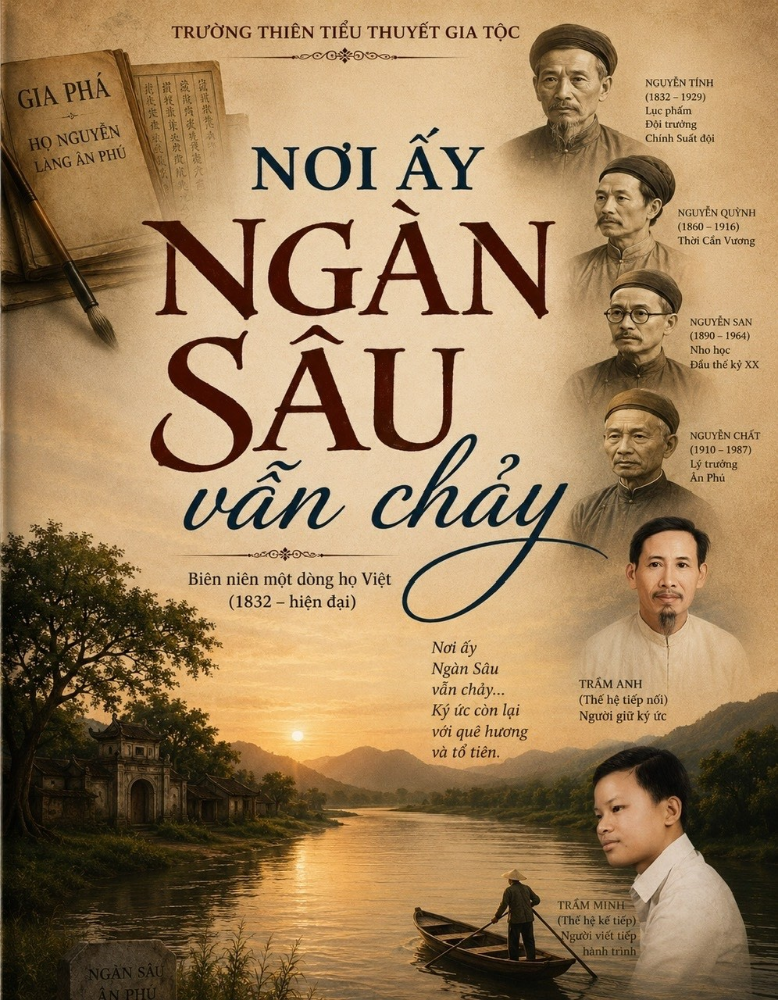 TRƯỜNG THIÊN TIỂU THUYẾT GIA TỘC
GIA PHÁ
HỌ NGUYỄN
LÀNG ÂN PHÚ
NƠI ẤY
NGÀN
SÂU
vẫn chảy
Biên niên một dòng họ Việt
(1832 – hiện đại)
NGUYỄN TÍNH
(1832 – 1929)
Lục phẩm
Đội trưởng
Chính Suất đội
NGUYỄN QUỲNH
(1860 – 1916)
Thời Cần Vương
NGUYỄN SAN
(1890 – 1964)
Nho học
Đầu thế kỷ XX
NGUYỄN CHẤT
(1910 – 1987)
Lý trưởng
Ân Phú
Nơi ấy
Ngàn Sâu
vẫn chảy...
Ký ức còn lại
với quê hương
và tổ tiên.
TRẦM ANH
(Thế hệ tiếp nối)
Người giữ ký ức
TRẦM MINH
(Thế hệ kế tiếp)
Người viết tiếp
hành trình
NGÀN SÂU
ÂN PHÚ